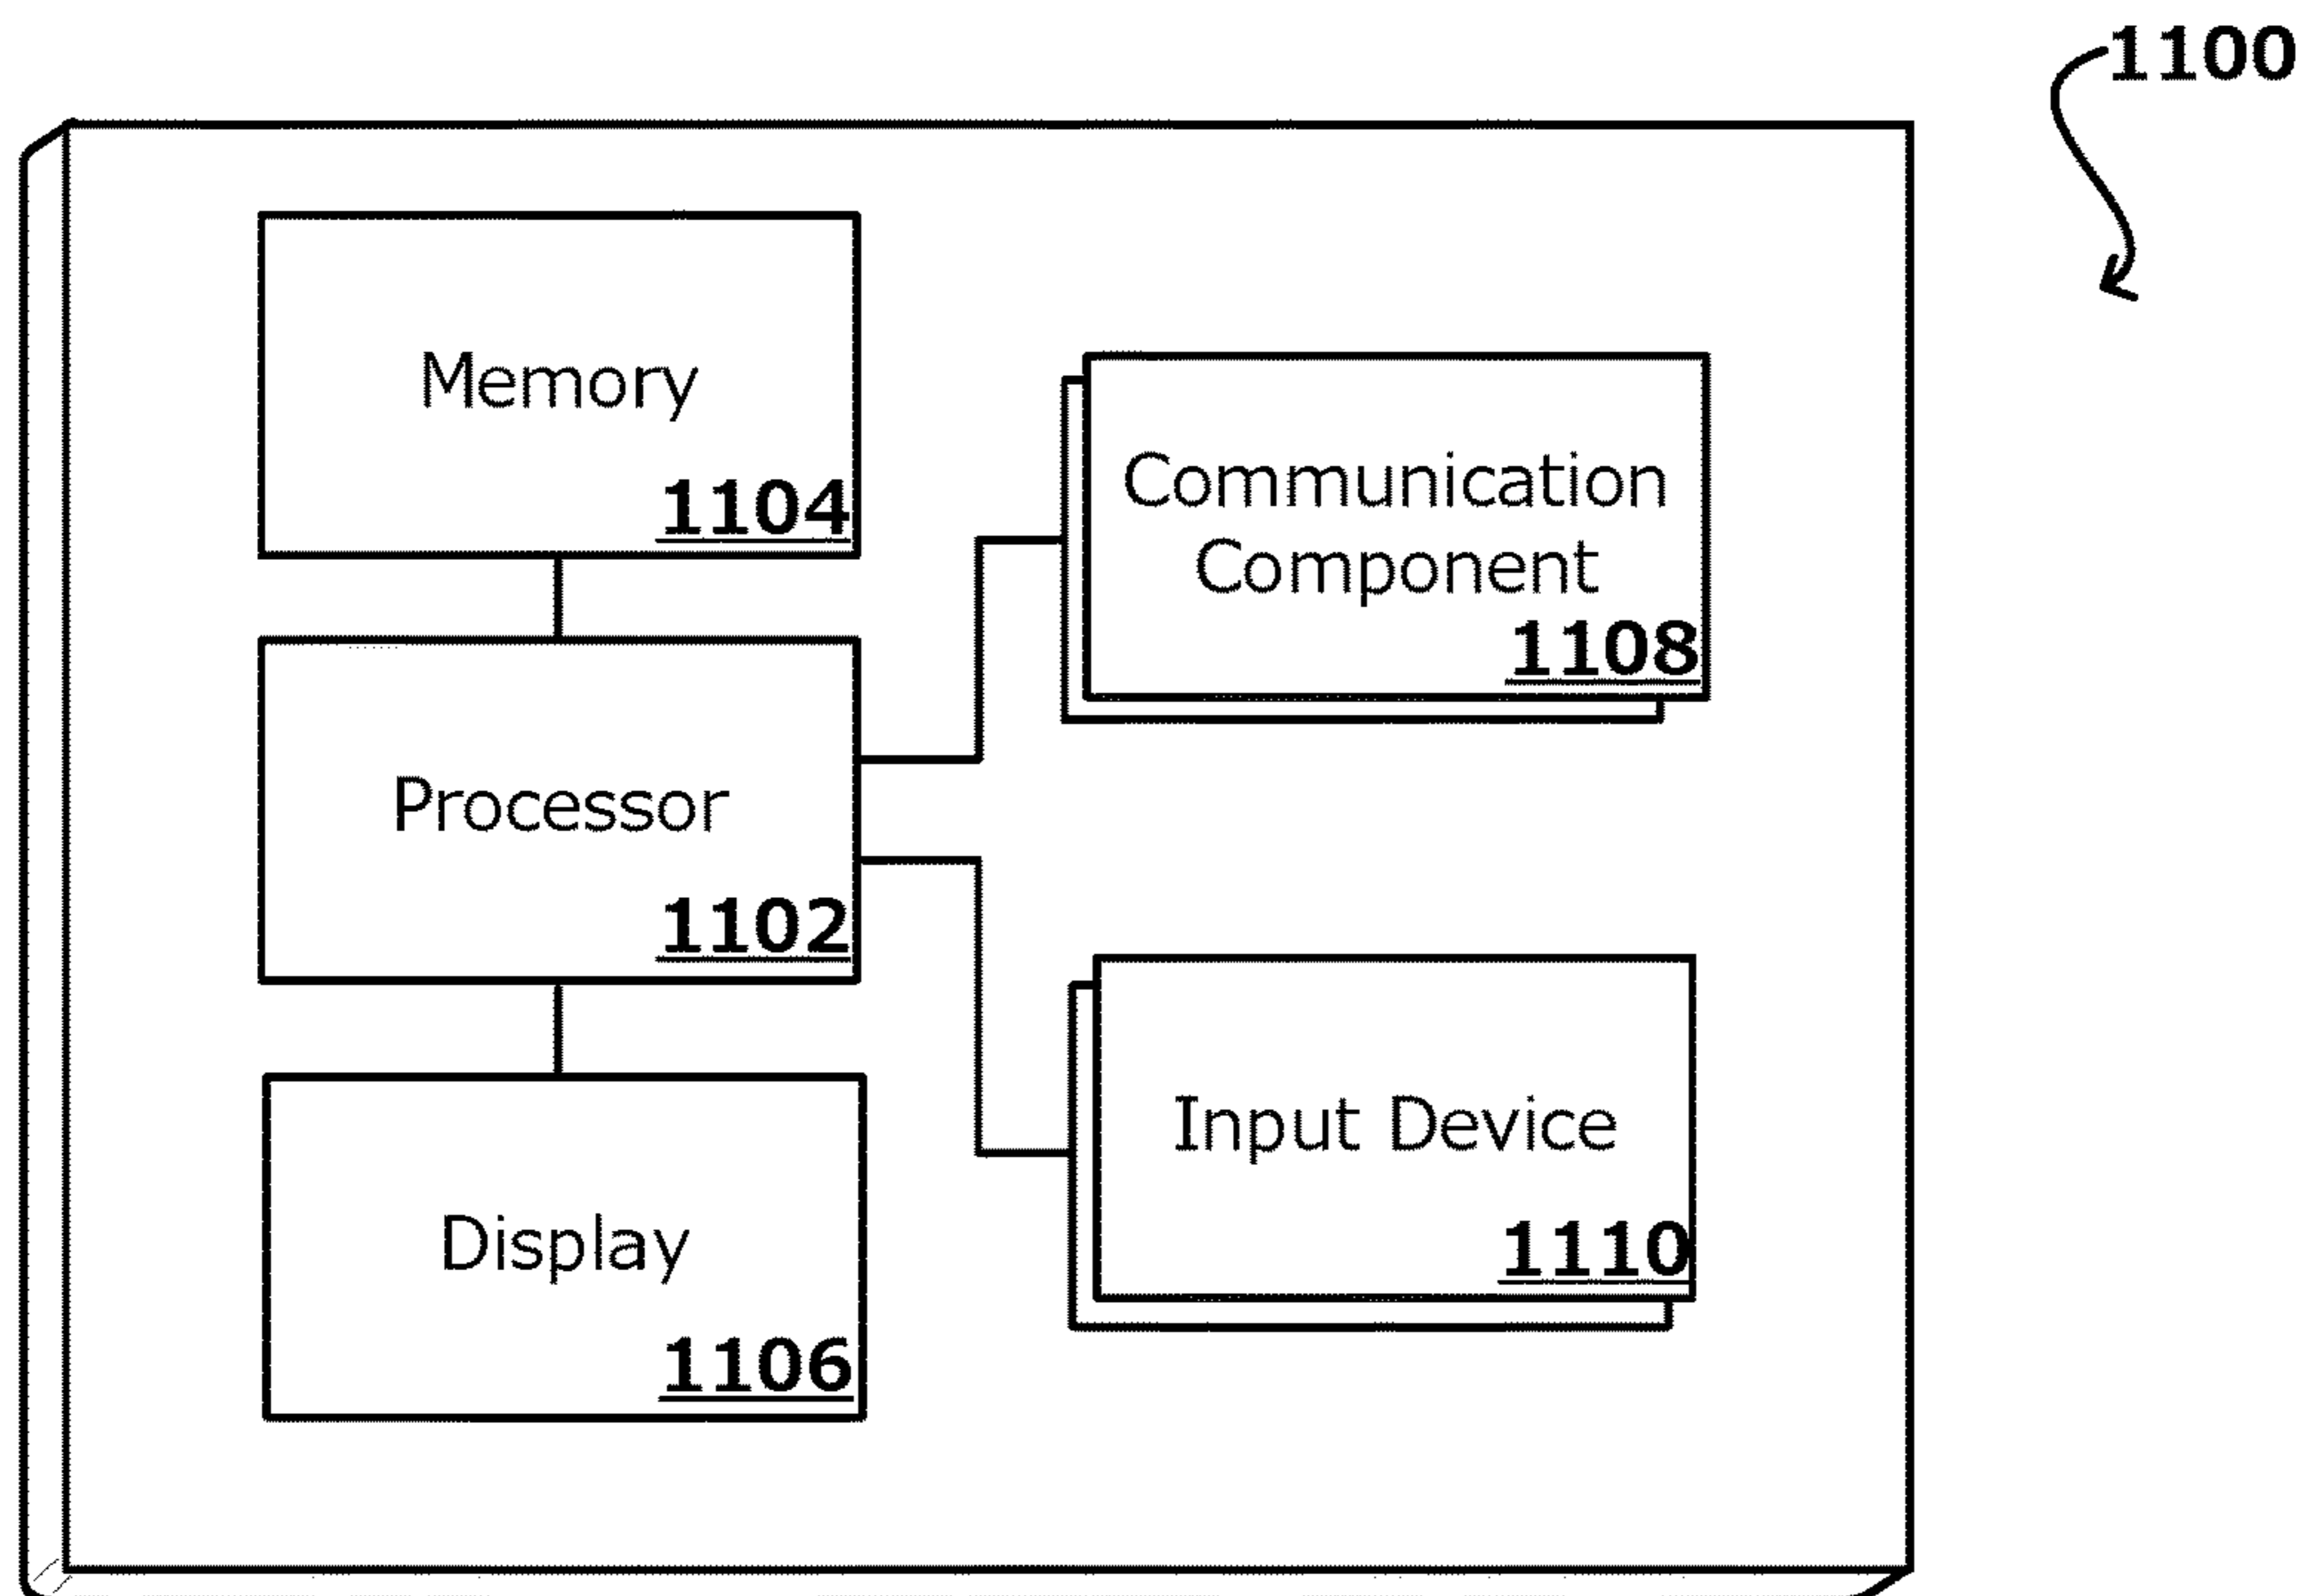 1100
Memory
1104
Communication
Component
1108
Processor
1102
Input Device
1110
Display
1106